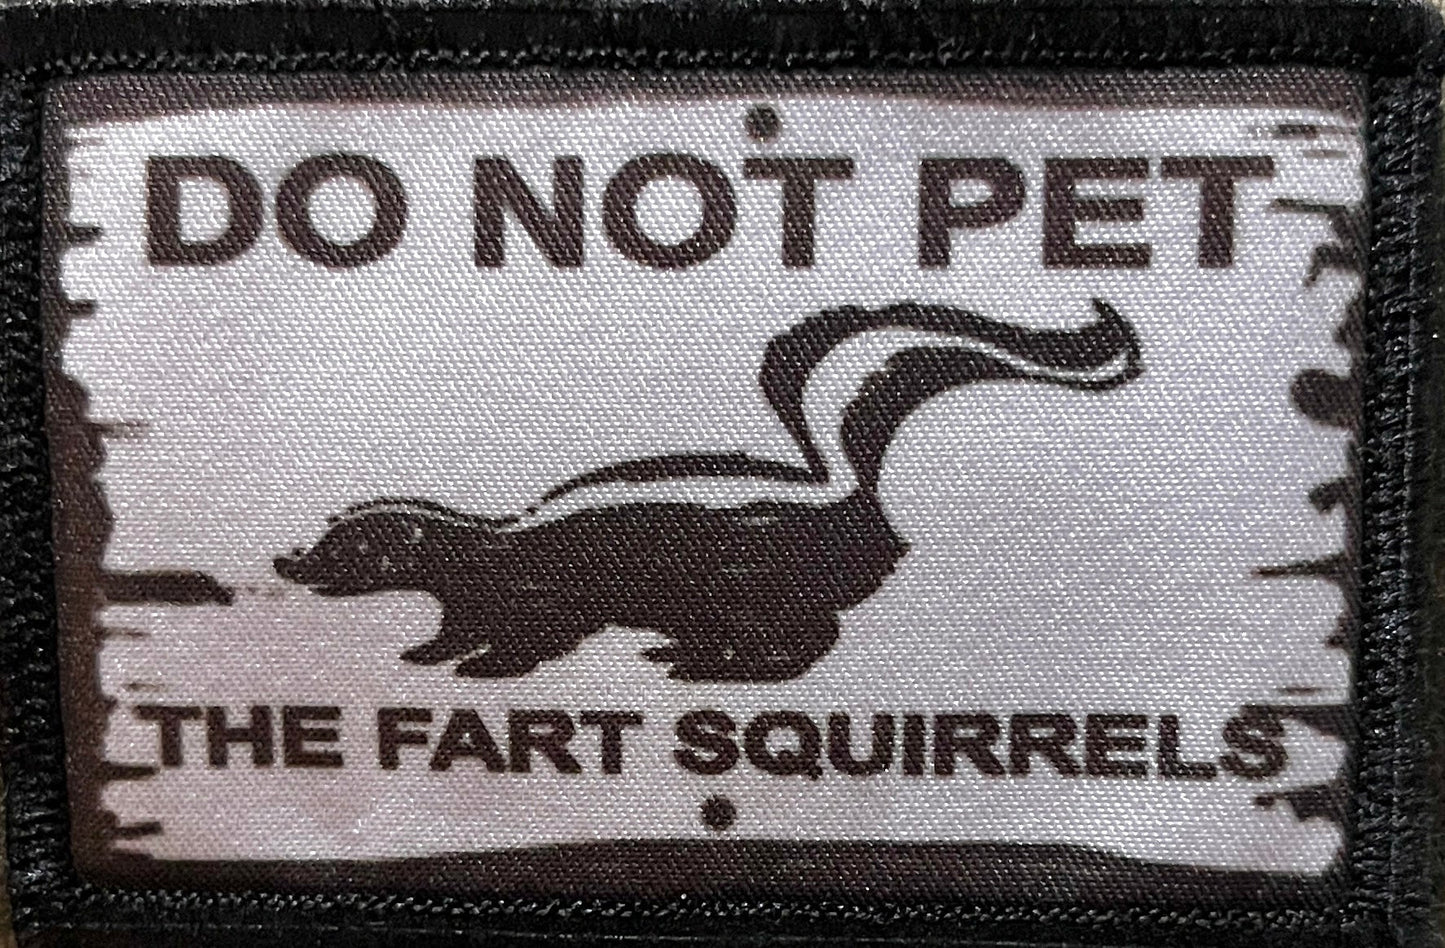 DO NOT PET
THE FART SQUIRRELS